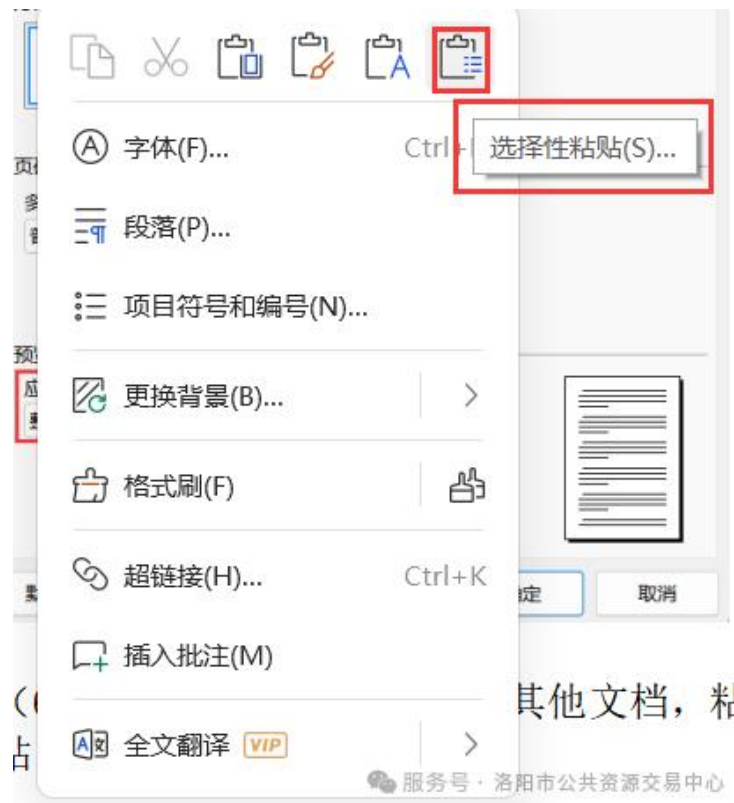 字体(F)...
Ctrl+
选择性粘贴(S)...
段落(P)...
项目符号和编号(N)...
更换背景(B)...
格式刷(F)
超链接(H)...
Ctrl+K
取消
插入批注(M)
其他文档，粘
全文翻译 VIP
服务号 · 洛阳市公共资源交易中心